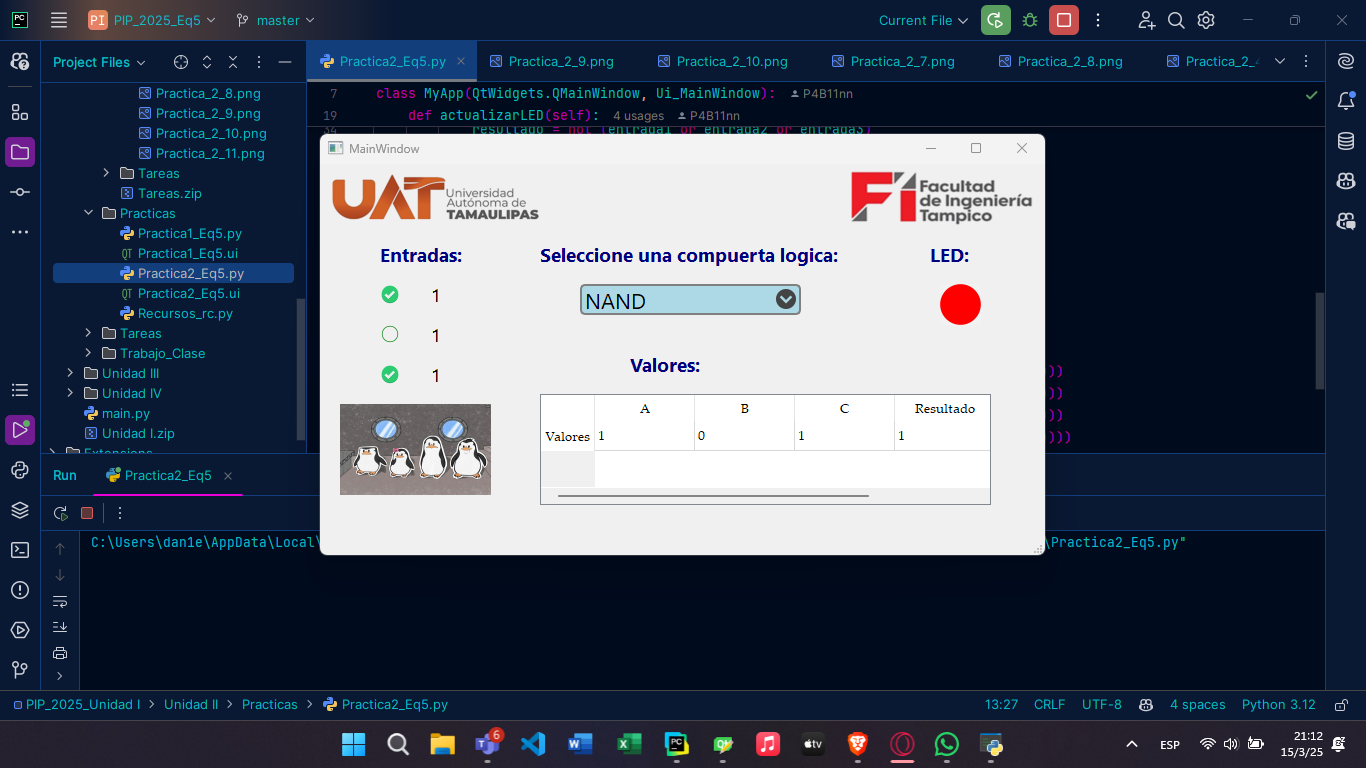 PC
PI PIP_2025_Eq5
master
Current File
Project Files
Practica2_Eq5.py
Practica_2_9.png
Practica_2_10.png
Practica_2_7.png
Practica_2_8.png
Practica_2_
7 class MyApp(QtWidgets.QMainWindow, Ui_MainWindow): P4B11nn
19 def actualizarLED(self): 4 usages P4B11nn
34 resultado = not (entrada1 or entrada2 or entrada3)
Practica_2_8.png
Practica_2_9.png
Practica_2_10.png
Practica_2_11.png
Tareas
Tareas.zip
Practicas
Practica1_Eq5.py
QT Practica1_Eq5.ui
Practica2_Eq5.py
QT Practica2_Eq5.ui
Recursos_rc.py
Tareas
Trabajo_Clase
Unidad III
Unidad IV
main.py
Unidad I.zip
Extensions
MainWindow
UAT Universidad
Autónoma de
TAMAULIPAS
Fi Facultad
de Ingeniería
Tampico
Entradas:
Seleccione una compuerta logica:
LED:
1
1
1
NAND
Valores:
A B C Resultado
Valores 1 0 1 1
))
))
))
)))
Run Practica2_Eq5
C:\Users\dan1e\AppData\Local\
\Practica2_Eq5.py"
PIP_2025_Unidad I > Unidad II > Practicas > Practica2_Eq5.py
13:27 CRLF UTF-8 4 spaces Python 3.12
6
PC
tv
ESP
21:12
15/3/25